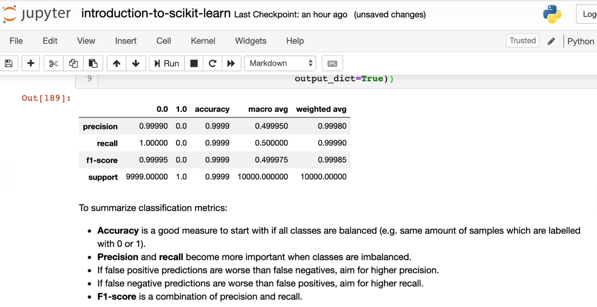 jupyter introduction-to-scikit-learn Last Checkpoint: an hour ago (unsaved changes)
File Edit View Insert Cell Kernel Widgets Help Trusted Python
Run Markdown
9 output_dict=True))
Out[189]:
0.0 1.0 accuracy macro avg weighted avg
precision 0.99990 0.0 0.9999 0.499950 0.99980
recall 1.00000 0.0 0.9999 0.500000 0.99990
f1-score 0.99995 0.0 0.9999 0.499975 0.99985
support 9999.00000 1.0 0.9999 10000.000000 10000.00000
To summarize classification metrics:
• Accuracy is a good measure to start with if all classes are balanced (e.g. same amount of samples which are labelled
with 0 or 1).
• Precision and recall become more important when classes are imbalanced.
• If false positive predictions are worse than false negatives, aim for higher precision.
• If false negative predictions are worse than false positives, aim for higher recall.
• F1-score is a combination of precision and recall.